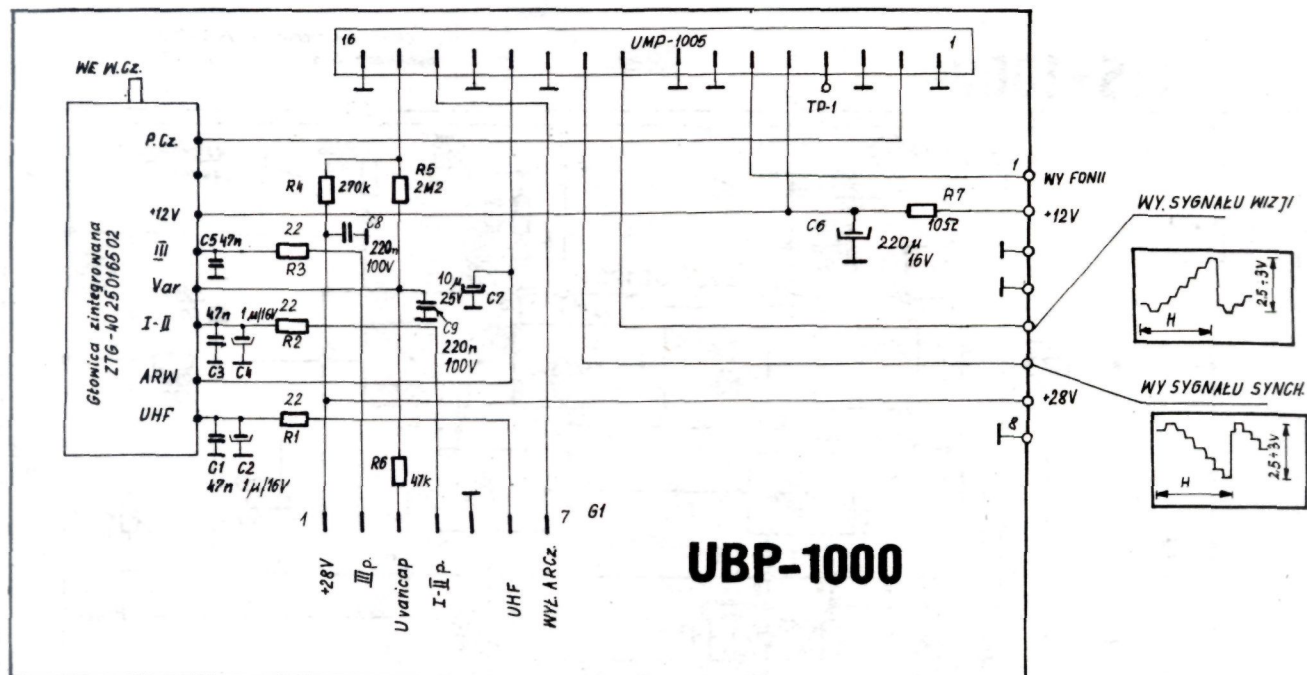 16
UMP-1005
1
WE W.Cz.
TP-1
P.Cz.
R4
270k
R5
2M2
1
WY FONII
+12V
C6
220µ
16V
R7
105Ω
+12V
WY. SYGNAŁU WIZJI
III
C5 47n
22
R3
C8
220n
100V
Var
10µ
25V
C7
I-II
47n
1µ/16V
22
R2
C3
C4
C9
220n
100V
H
2,5÷3V
Głowica zintegrowana
ZTG-40 25016502
ARW
UHF
22
R1
C1
C2
47n
1µ/16V
+28V
WY SYGNAŁU SYNCH.
8
R6
47k
H
2,5÷3V
1
7
G1
+28V
III p.
U varicap
I-II p.
UHF
WYŁ. ARCz.
UBP-1000